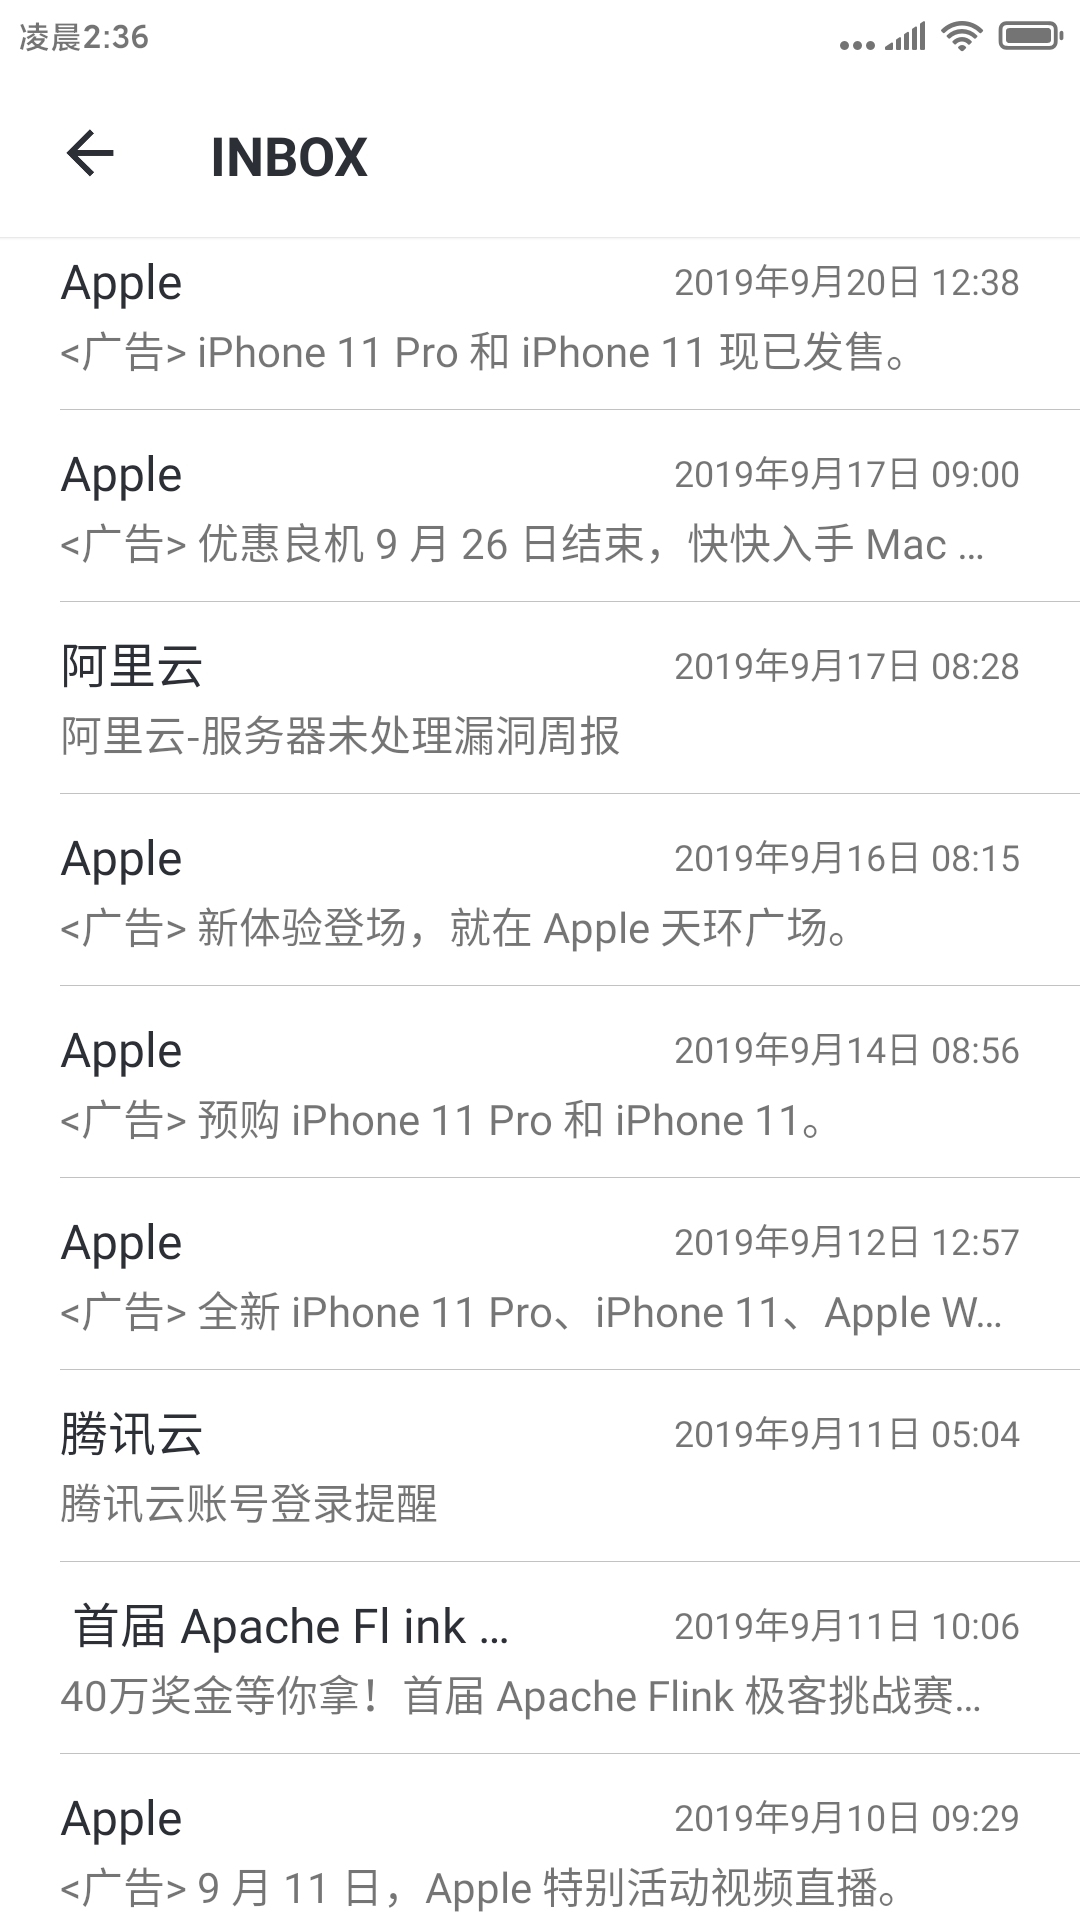 凌晨2:36
INBOX
Apple 2019年9月20日 12:38
<广告> iPhone 11 Pro 和 iPhone 11 现已发售。
Apple 2019年9月17日 09:00
<广告> 优惠良机 9 月 26 日结束，快快入手 Mac ...
阿里云 2019年9月17日 08:28
阿里云-服务器未处理漏洞周报
Apple 2019年9月16日 08:15
<广告> 新体验登场，就在 Apple 天环广场。
Apple 2019年9月14日 08:56
<广告> 预购 iPhone 11 Pro 和 iPhone 11。
Apple 2019年9月12日 12:57
<广告> 全新 iPhone 11 Pro、iPhone 11、Apple W...
腾讯云 2019年9月11日 05:04
腾讯云账号登录提醒
首届 Apache Fl ink ... 2019年9月11日 10:06
40万奖金等你拿！首届 Apache Flink 极客挑战赛...
Apple 2019年9月10日 09:29
<广告> 9 月 11 日，Apple 特别活动视频直播。